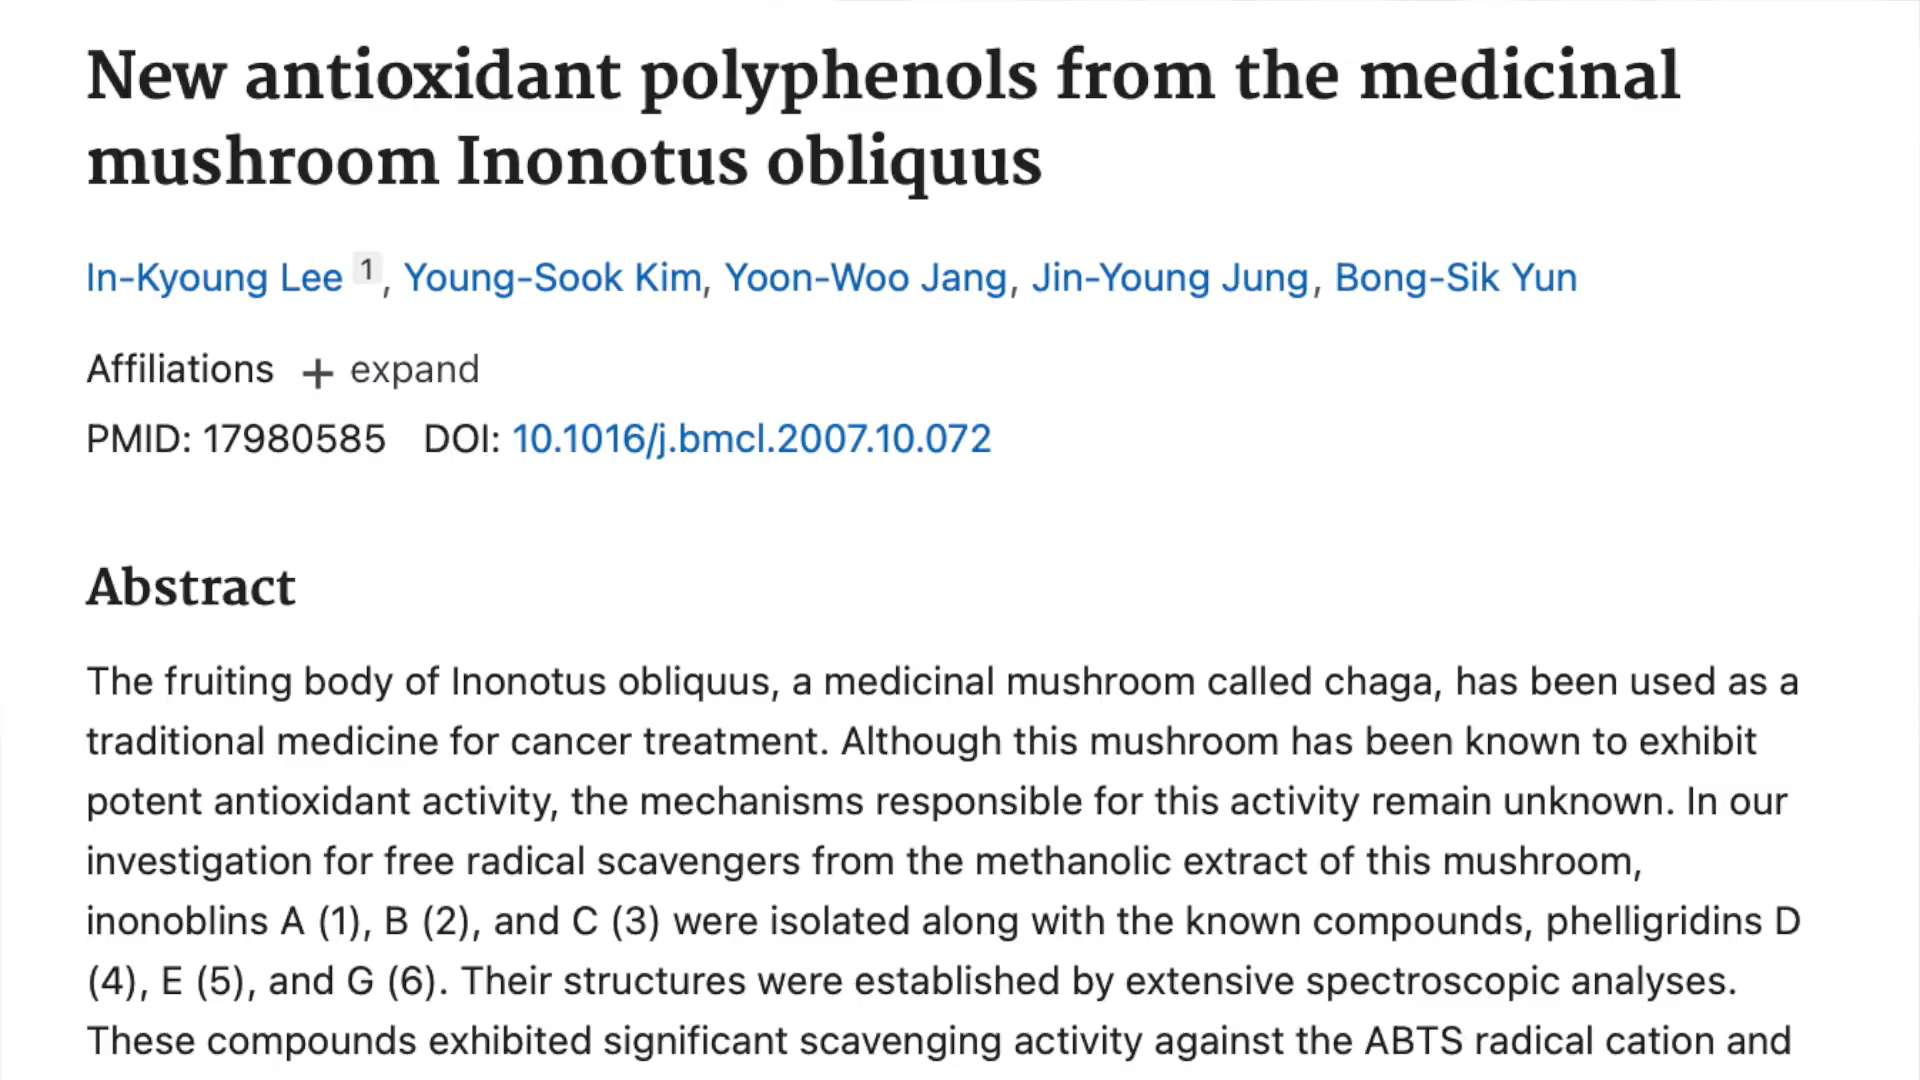 New antioxidant polyphenols from the medicinal
mushroom Inonotus obliquus
In-Kyoung Lee 1, Young-Sook Kim, Yoon-Woo Jang, Jin-Young Jung, Bong-Sik Yun
Affiliations + expand
PMID: 17980585 DOI: 10.1016/j.bmcl.2007.10.072
Abstract
The fruiting body of Inonotus obliquus, a medicinal mushroom called chaga, has been used as a
traditional medicine for cancer treatment. Although this mushroom has been known to exhibit
potent antioxidant activity, the mechanisms responsible for this activity remain unknown. In our
investigation for free radical scavengers from the methanolic extract of this mushroom,
inonoblins A (1), B (2), and C (3) were isolated along with the known compounds, phelligridins D
(4), E (5), and G (6). Their structures were established by extensive spectroscopic analyses.
These compounds exhibited significant scavenging activity against the ABTS radical cation and